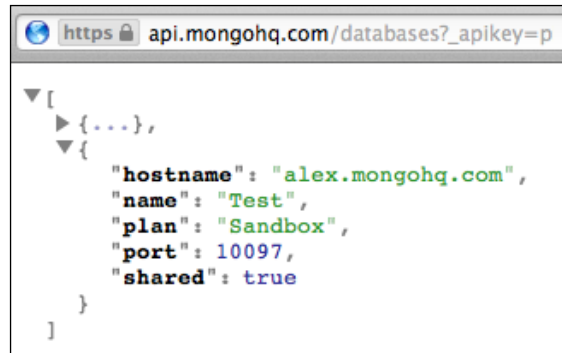 https api.mongohq.com/databases?_apikey=p
[
{...},
{
"hostname": "alex.mongohq.com",
"name": "Test",
"plan": "Sandbox",
"port": 10097,
"shared": true
}
]